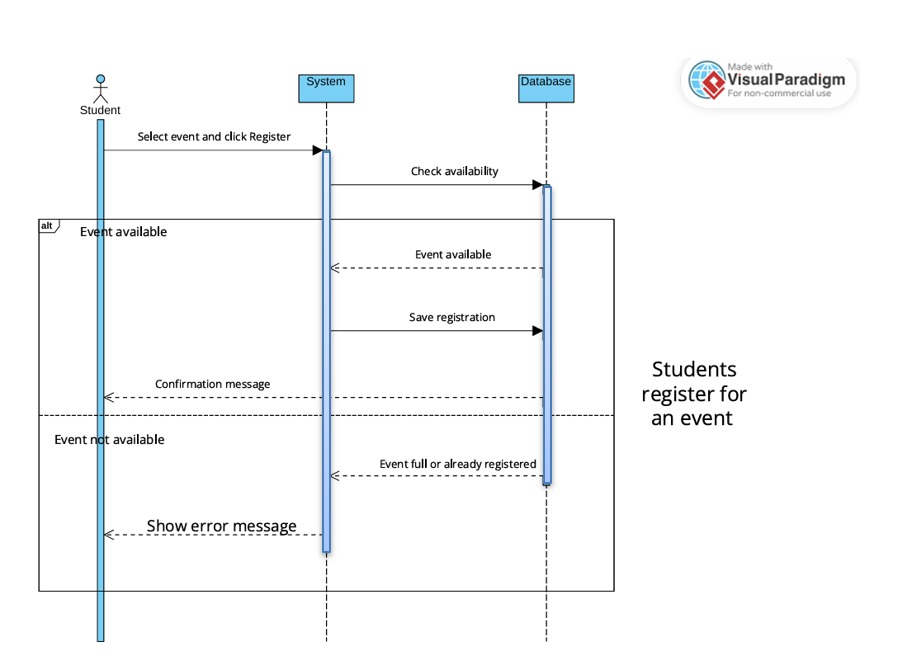 Made with
Visual Paradigm
For non-commercial use
System
Database
Student
Select event and click Register
Check availability
alt
Event available
Event available
Save registration
Students
register for
an event
Confirmation message
Event not available
Event full or already registered
Show error message